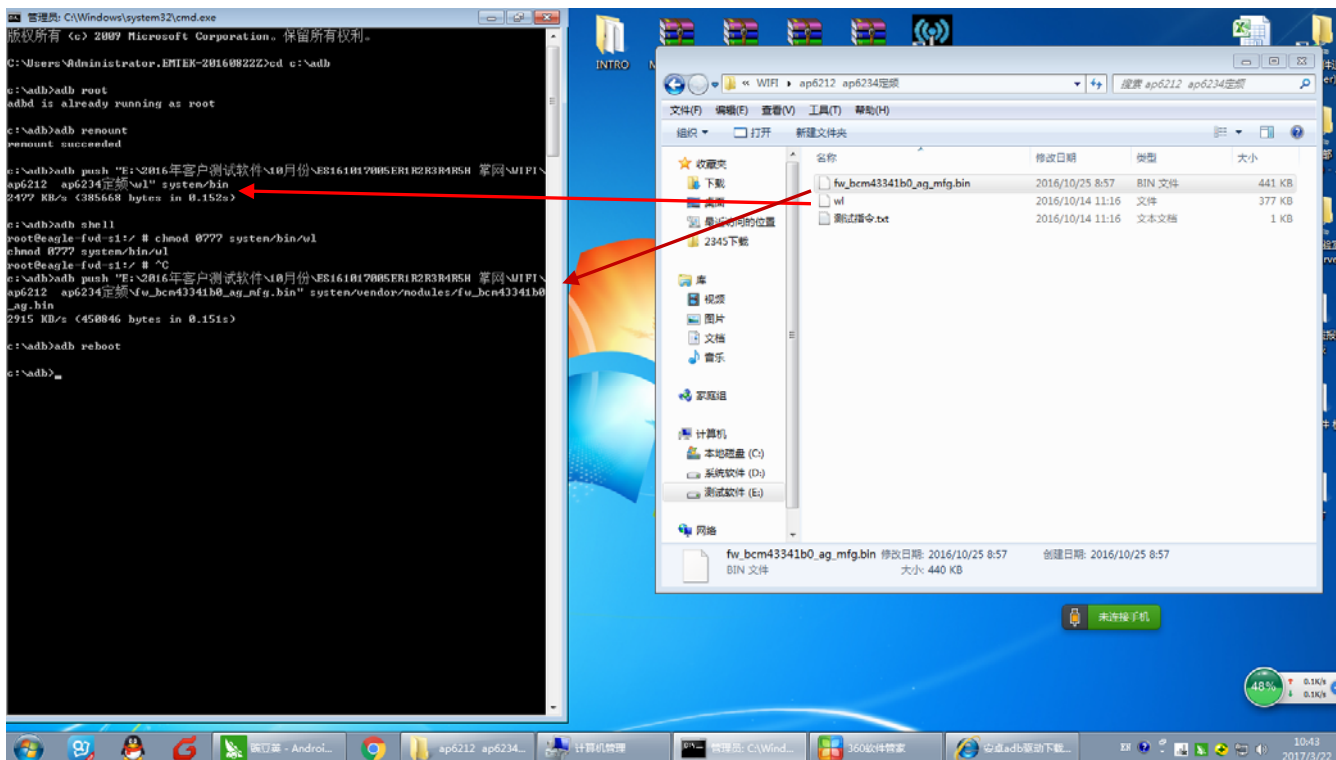 管理员: C:\Windows\system32\cmd.exe
版权所有 (c) 2009 Microsoft Corporation。保留所有权利。
C:\Users\Administrator.EMTEK-20160822Z>cd c:\adb
c:\adb>adb root
adbd is already running as root
c:\adb>adb remount
remount succeeded
c:\adb>adb push "E:\2016年客户测试软件\10月份\ES161017005ER1R2R3R4R5H 掌网\WIFI\
ap6212  ap6234定频\wl" system/bin
2477 KB/s (385668 bytes in 0.152s)
c:\adb>adb shell
root@eagle-fvd-s1:/ # chmod 0777 system/bin/wl
chmod 0777 system/bin/wl
root@eagle-fvd-s1:/ # ^C
c:\adb>adb push "E:\2016年客户测试软件\10月份\ES161017005ER1R2R3R4R5H 掌网\WIFI\
ap6212  ap6234定频\fw_bcm43341b0_ag_mfg.bin" system/vendor/modules/fw_bcm43341b0
_ag.bin
2915 KB/s (450846 bytes in 0.151s)
c:\adb>adb reboot
c:\adb>_
INTRO
« WIFI ▸ ap6212 ap6234定频
搜索 ap6212 ap6234定频
文件(F) 编辑(E) 查看(V) 工具(T) 帮助(H)
组织 打开 新建文件夹
名称 修改日期 类型 大小
fw_bcm43341b0_ag_mfg.bin 2016/10/25 8:57 BIN 文件 441 KB
wl 2016/10/14 11:16 文件 377 KB
测试指令.txt 2016/10/14 11:16 文本文档 1 KB
收藏夹
下载
桌面
最近访问的位置
2345下载
库
视频
图片
文档
音乐
家庭组
计算机
本地磁盘 (C:)
系统软件 (D:)
测试软件 (E:)
网络
fw_bcm43341b0_ag_mfg.bin 修改日期: 2016/10/25 8:57 创建日期: 2016/10/25 8:57
BIN 文件 大小: 440 KB
未连接手机
48% 0.1K/s
0.1K/s
豌豆荚 - Androi...
ap6212 ap6234...
计算机管理
管理员: C:\Wind...
360软件管家
安卓adb驱动下载...
10:43
2017/3/22